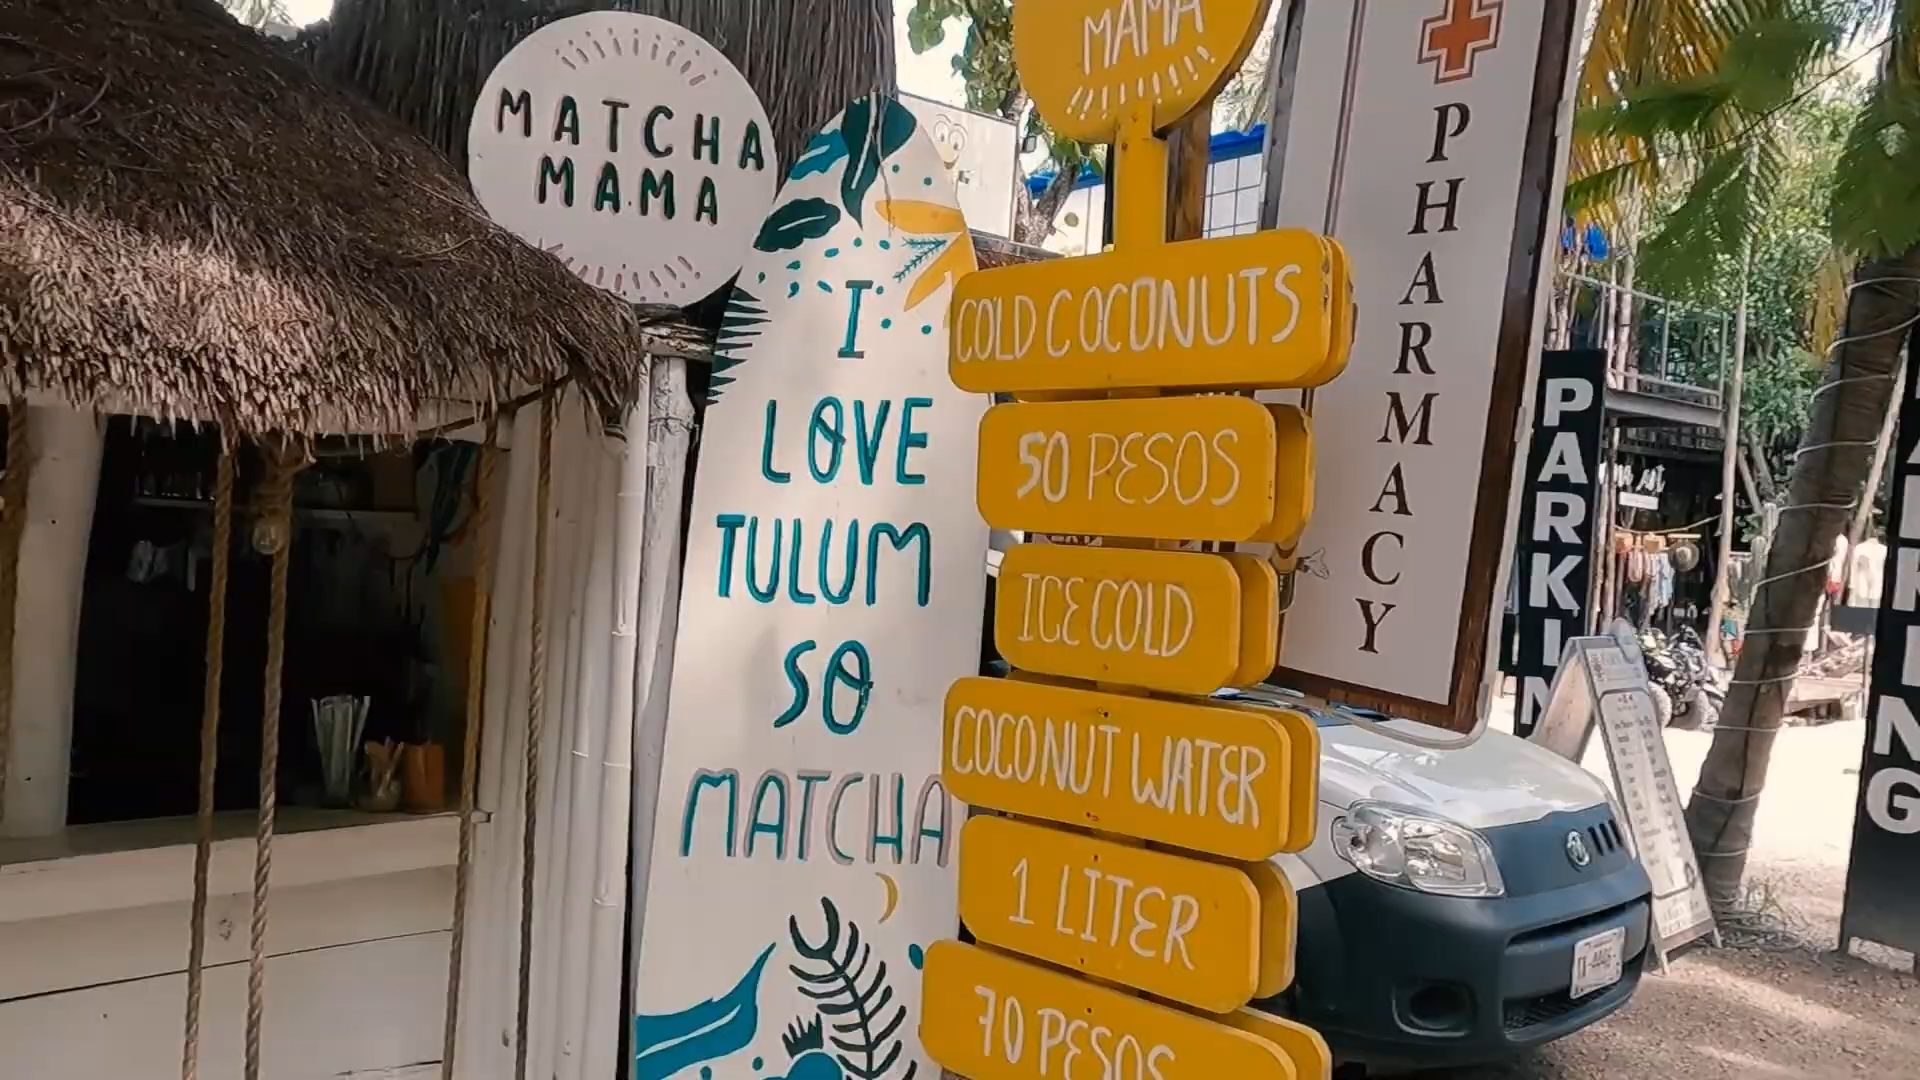 MATCHA
MAMA
I
LOVE
TULUM
SO
MATCHA
MAMA
COLD COCONUTS
50 PESOS
ICE COLD
COCONUT WATER
1 LITER
70 PESOS
PHARMACY
PARKIN
PARKING